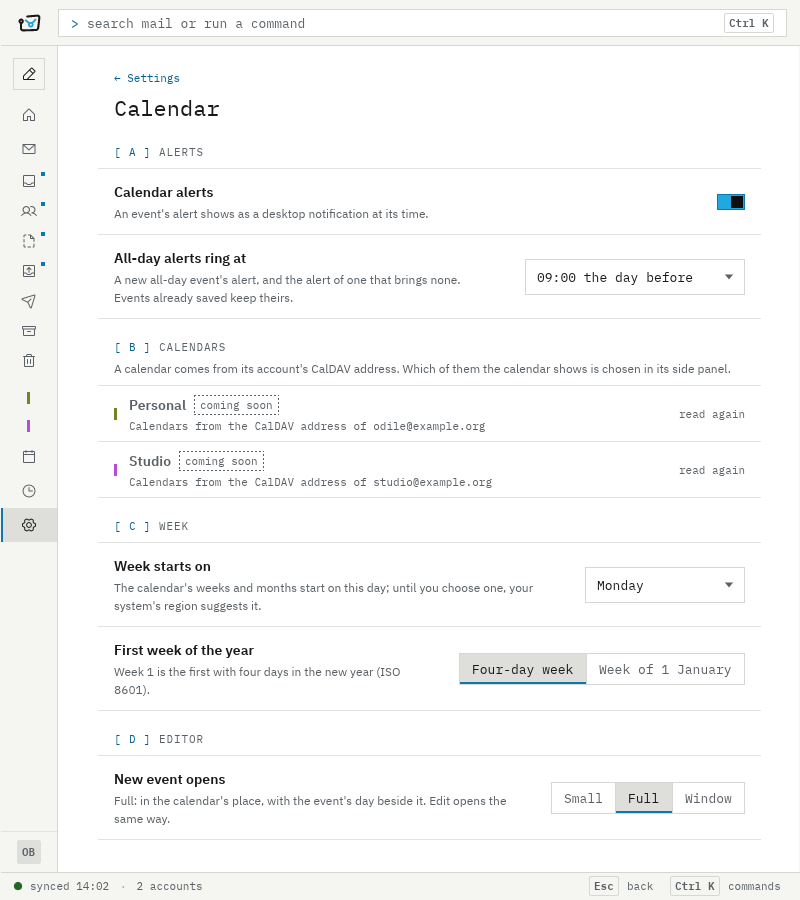 > search mail or run a command
Ctrl K
← Settings
Calendar
[ A ] ALERTS
Calendar alerts
An event's alert shows as a desktop notification at its time.
All-day alerts ring at
A new all-day event's alert, and the alert of one that brings none.
Events already saved keep theirs.
09:00 the day before
[ B ] CALENDARS
A calendar comes from its account's CalDAV address. Which of them the calendar shows is chosen in its side panel.
Personal coming soon
Calendars from the CalDAV address of odile@example.org
read again
Studio coming soon
Calendars from the CalDAV address of studio@example.org
read again
[ C ] WEEK
Week starts on
The calendar's weeks and months start on this day; until you choose one, your
system's region suggests it.
Monday
First week of the year
Week 1 is the first with four days in the new year (ISO
8601).
Four-day week Week of 1 January
[ D ] EDITOR
New event opens
Full: in the calendar's place, with the event's day beside it. Edit opens the
same way.
Small Full Window
OB
synced 14:02 · 2 accounts
Esc back Ctrl K commands